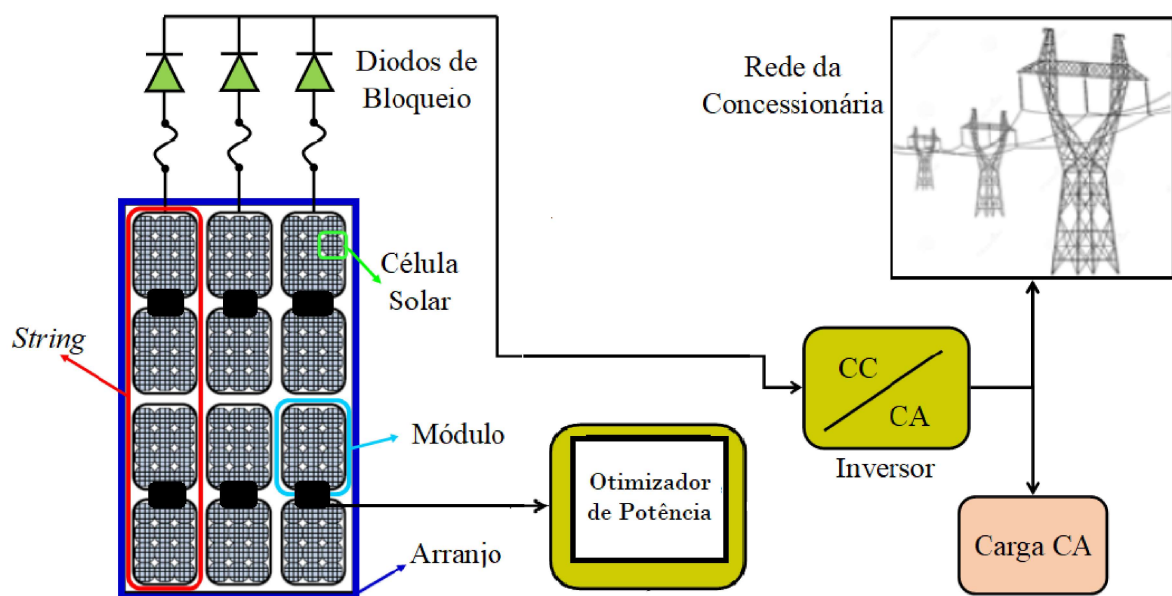 Diodos de
Bloqueio
Rede da
Concessionária
Célula
Solar
String
CC
CA
Módulo
Inversor
Otimizador
de Potência
Arranjo
Carga CA